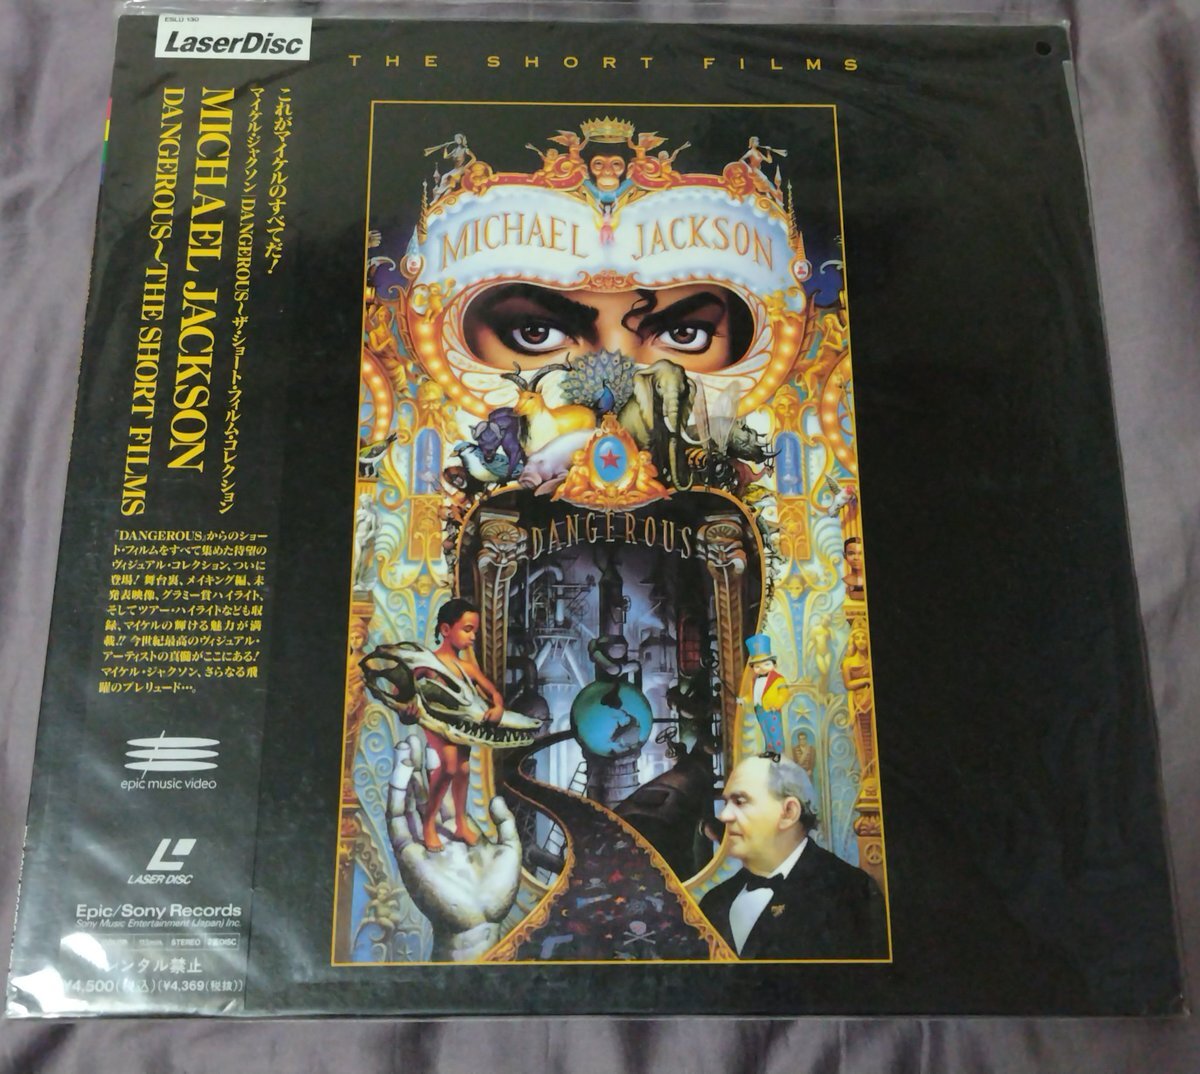 ESLU 130
LaserDisc
THE SHORT FILMS
これがマイケルのすべてだ!
マイケル・ジャクソン/DANGEROUS~ザ・ショート・フィルム・コレクション
MICHAEL JACKSON
DANGEROUS~THE SHORT FILMS
MICHAEL JACKSON
DANGEROUS
『DANGEROUS』からのショー
ト・フィルムをすべて集めた待望の
ヴィジュアル・コレクション、ついに
登場! 舞台裏、メイキング編、未
発表映像、グラミー賞ハイライト、
そしてツアー・ハイライトなども収
録、マイケルの輝ける魅力が満
載!! 今世紀最高のヴィジュアル・
アーティストの真髄がここにある!
マイケル・ジャクソン、さらなる飛
躍のプレリュード…。
epic music video
LASER DISC
Epic/Sony Records
Sony Music Entertainment (Japan) Inc.
STEREO
DISC
レンタル禁止
¥4,500(税込)(¥4,369(税抜))